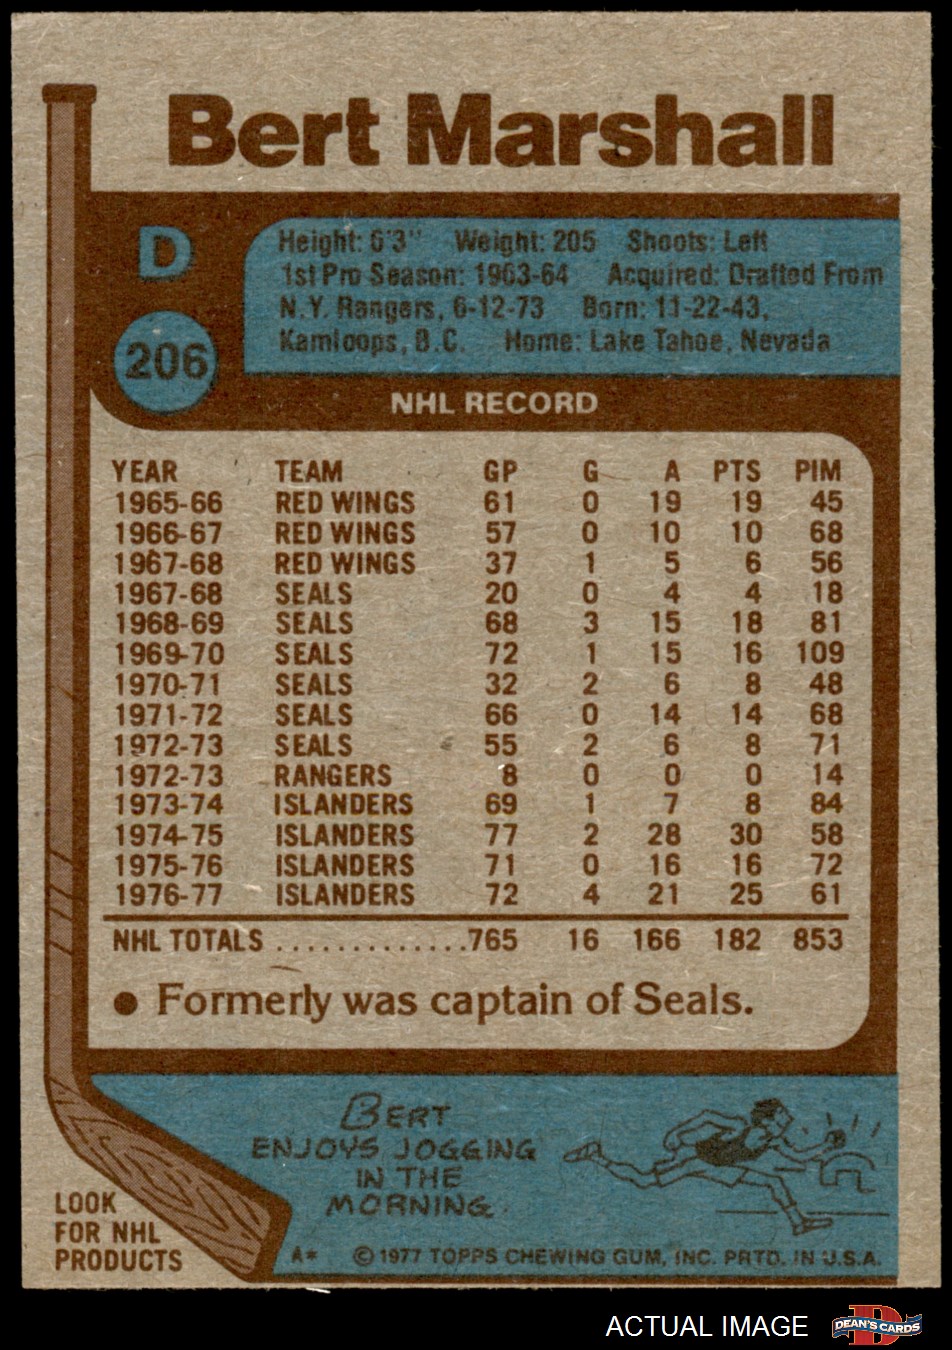 Bert Marshall
D
206
Height: 6'3" Weight: 205 Shoots: Left
1st Pro Season: 1963-64 Acquired: Drafted From
N.Y. Rangers, 6-12-73 Born: 11-22-43,
Kamloops, B.C. Home: Lake Tahoe, Nevada
NHL RECORD
YEAR TEAM GP G A PTS PIM
1965-66 RED WINGS 61 0 19 19 45
1966-67 RED WINGS 57 0 10 10 68
1967-68 RED WINGS 37 1 5 6 56
1967-68 SEALS 20 0 4 4 18
1968-69 SEALS 68 3 15 18 81
1969-70 SEALS 72 1 15 16 109
1970-71 SEALS 32 2 6 8 48
1971-72 SEALS 66 0 14 14 68
1972-73 SEALS 55 2 6 8 71
1972-73 RANGERS 8 0 0 0 14
1973-74 ISLANDERS 69 1 7 8 84
1974-75 ISLANDERS 77 2 28 30 58
1975-76 ISLANDERS 71 0 16 16 72
1976-77 ISLANDERS 72 4 21 25 61
NHL TOTALS .............765 16 166 182 853
● Formerly was captain of Seals.
BERT
ENJOYS JOGGING
IN THE
MORNING.
LOOK
FOR NHL
PRODUCTS
A* © 1977 TOPPS CHEWING GUM, INC. PRTD. IN U.S.A.
ACTUAL IMAGE
D
DEAN'S CARDS